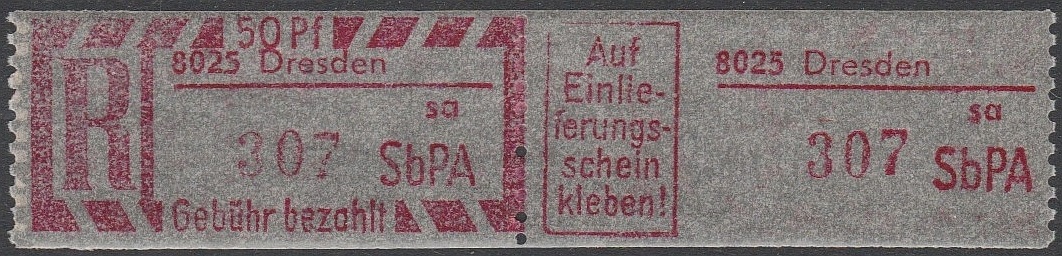 R
50 Pf
8025 Dresden
sa
307 SbPA
Gebühr bezahlt
Auf
Einlie-
ferungs-
schein
kleben!
8025 Dresden
sa
307 SbPA